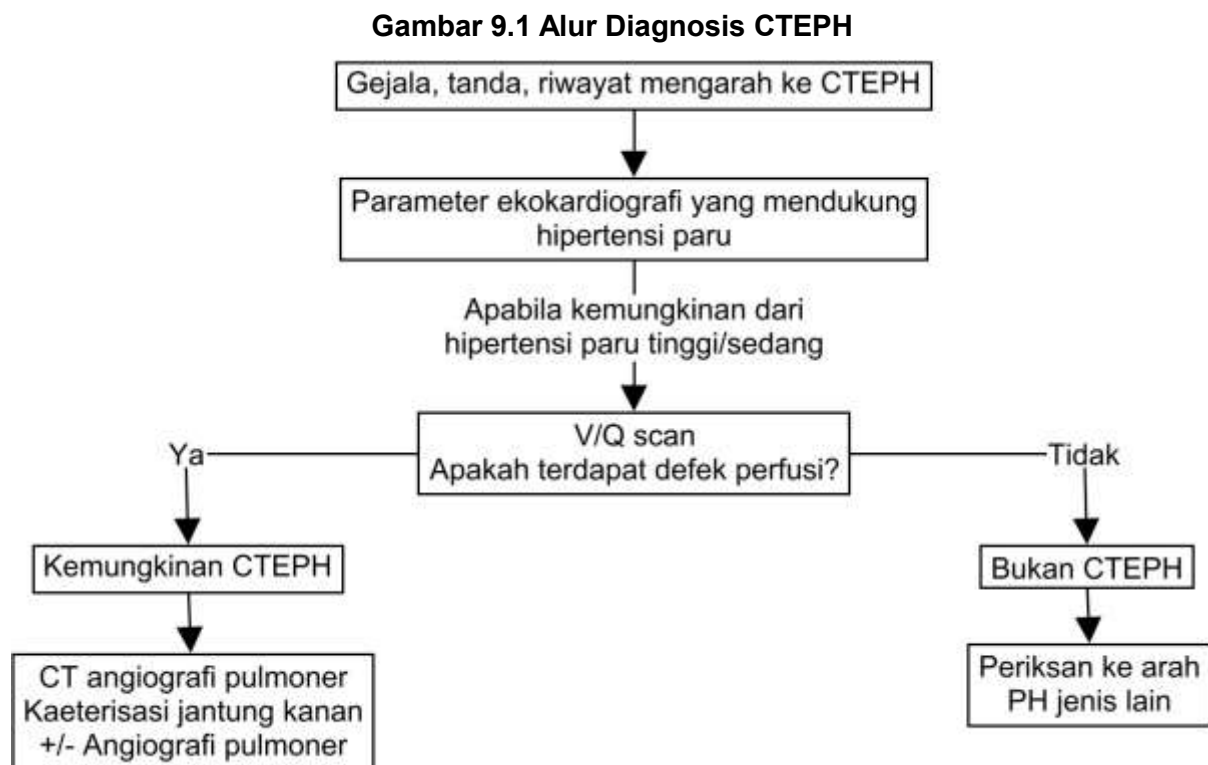 Gambar 9.1 Alur Diagnosis CTEPH
Gejala, tanda, riwayat mengarah ke CTEPH
Parameter ekokardiografi yang mendukung
hipertensi paru
Apabila kemungkinan dari
hipertensi paru tinggi/sedang
V/Q scan
Apakah terdapat defek perfusi?
Ya
Tidak
Kemungkinan CTEPH
Bukan CTEPH
CT angiografi pulmoner
Kaeterisasi jantung kanan
+/- Angiografi pulmoner
Periksan ke arah
PH jenis lain